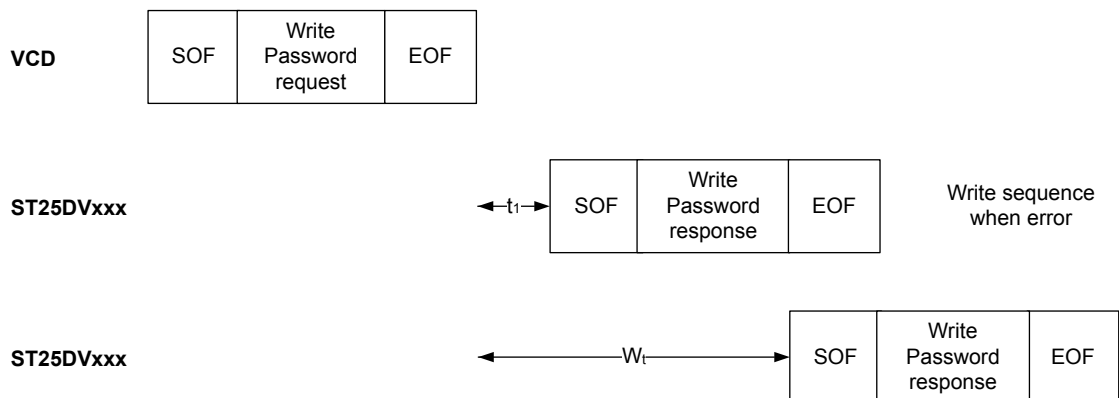 VCD
SOF
Write
Password
request
EOF
ST25DVxxx
t1
SOF
Write
Password
response
EOF
Write sequence
when error
ST25DVxxx
Wt
SOF
Write
Password
response
EOF